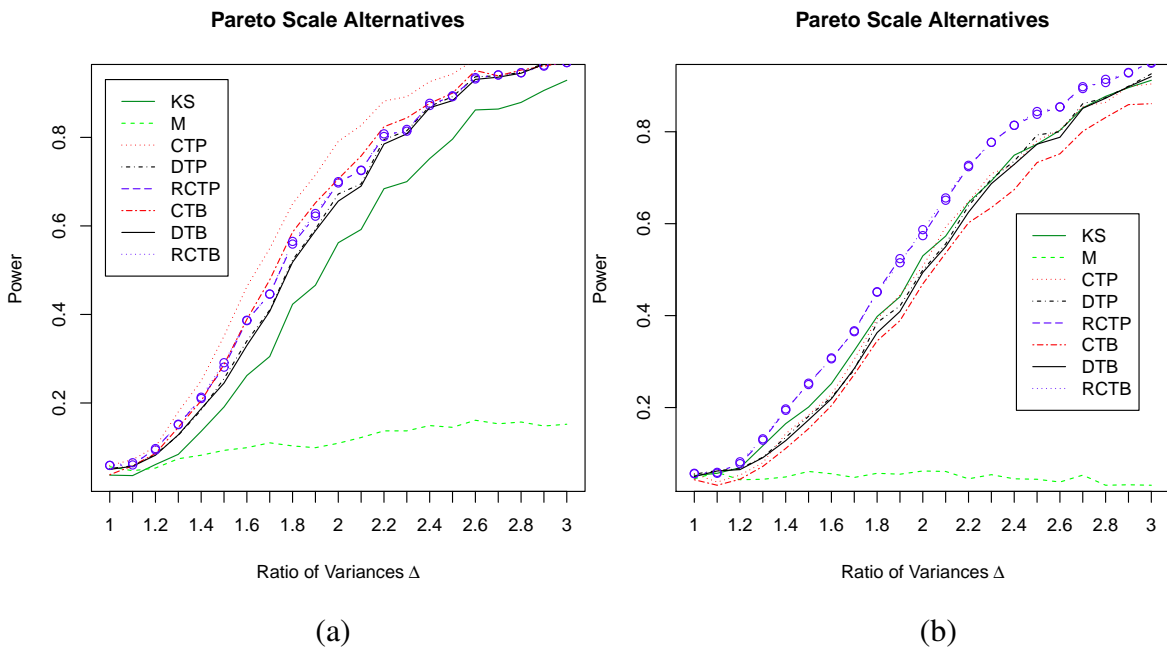 Pareto Scale Alternatives
Power
0.2 0.4 0.6 0.8
KS
M
CTP
DTP
RCTP
CTB
DTB
RCTB
1 1.2 1.4 1.6 1.8 2 2.2 2.4 2.6 2.8 3
Ratio of Variances Δ
(a)
Pareto Scale Alternatives
Power
0.2 0.4 0.6 0.8
KS
M
CTP
DTP
RCTP
CTB
DTB
RCTB
1 1.2 1.4 1.6 1.8 2 2.2 2.4 2.6 2.8 3
Ratio of Variances Δ
(b)